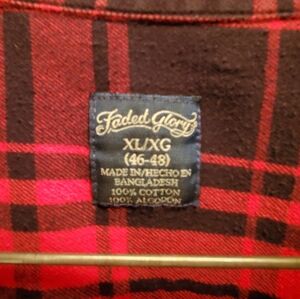 Faded Glory
XL/XG
(46-48)
MADE IN/HECHO EN
BANGLADESH
100% COTTON
100% ALGODON